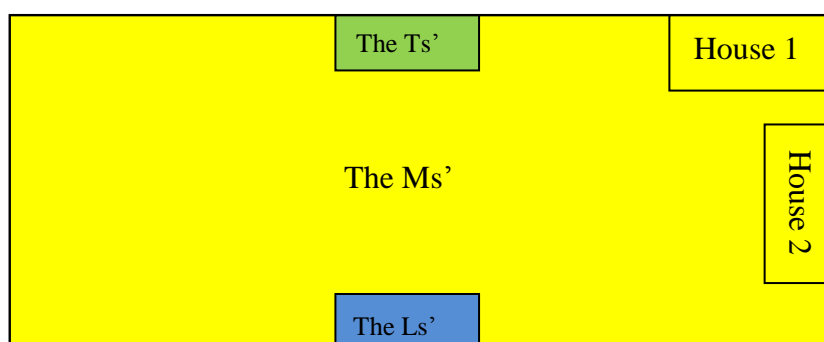 The Ts’
House 1
The Ms’
House 2
The Ls’